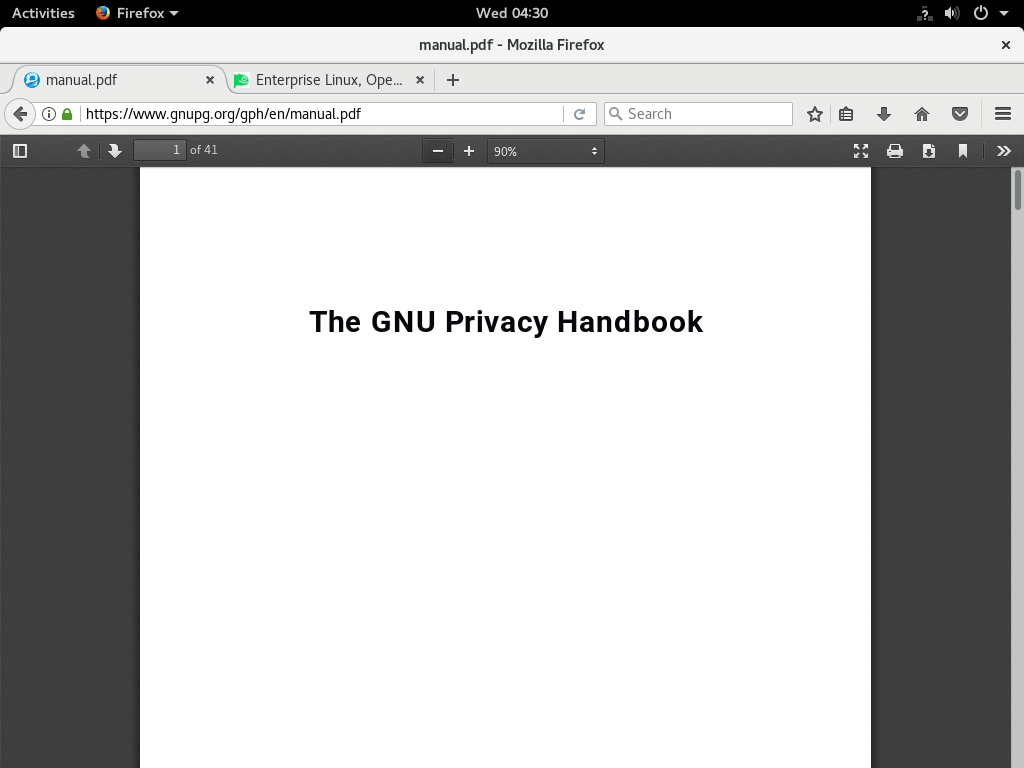 Activities Firefox Wed 04:30
manual.pdf - Mozilla Firefox
manual.pdf Enterprise Linux, Ope...
https://www.gnupg.org/gph/en/manual.pdf Search
1 of 41 90%
The GNU Privacy Handbook